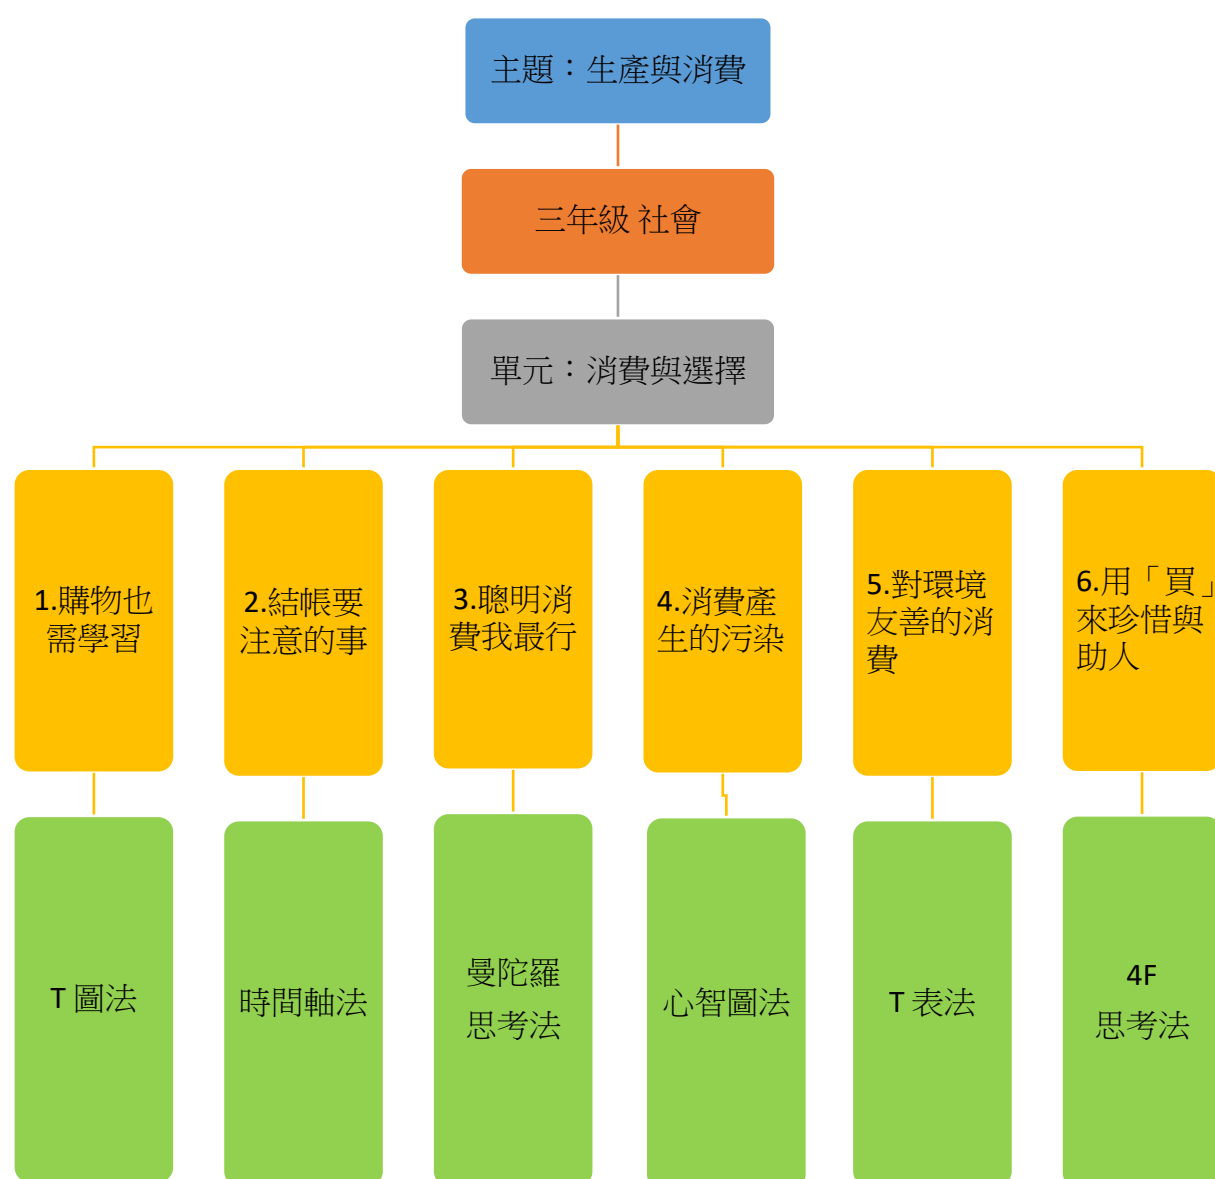 主題：生產與消費
三年級 社會
單元：消費與選擇
1.購物也
需學習
2.結帳要
注意的事
3.聰明消
費我最行
4.消費產
生的污染
5.對環境
友善的消
費
6.用「買」
來珍惜與
助人
T 圖法
時間軸法
曼陀羅
思考法
心智圖法
T 表法
4F
思考法